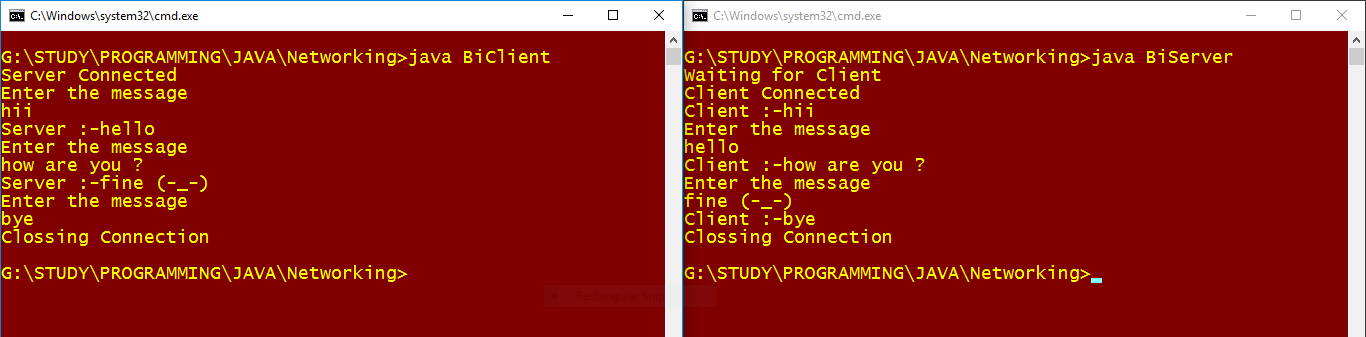 C:\Windows\system32\cmd.exe
G:\STUDY\PROGRAMMING\JAVA\Networking>java BiClient
Server Connected
Enter the message
hii
Server :-hello
Enter the message
how are you ?
Server :-fine (-_-)
Enter the message
bye
Clossing Connection
G:\STUDY\PROGRAMMING\JAVA\Networking>
C:\Windows\system32\cmd.exe
G:\STUDY\PROGRAMMING\JAVA\Networking>java BiServer
Waiting for Client
Client Connected
Client :-hii
Enter the message
hello
Client :-how are you ?
Enter the message
fine (-_-)
Client :-bye
Clossing Connection
G:\STUDY\PROGRAMMING\JAVA\Networking>